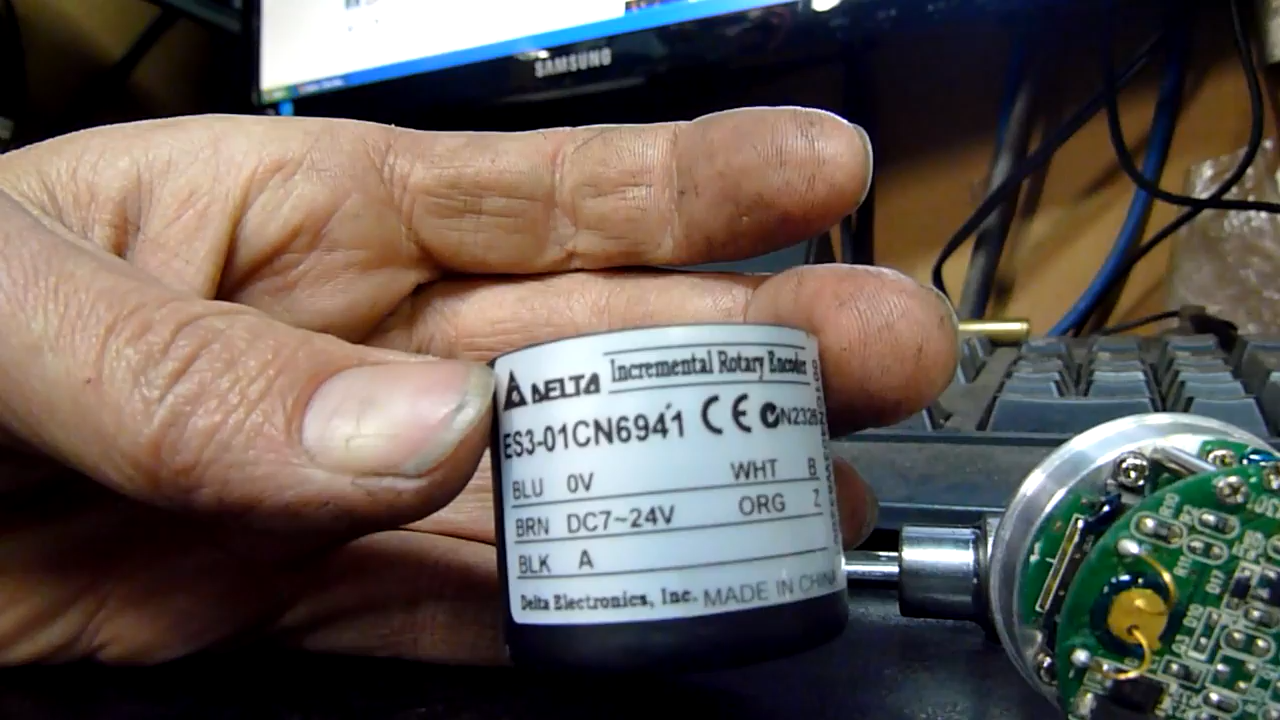 SAMSUNG
DELTA Incremental Rotary Encoder
ES3-01CN6941 CE N2328
BLU 0V WHT B
BRN DC7~24V ORG Z
BLK A
Delta Electronics, Inc. MADE IN CHINA